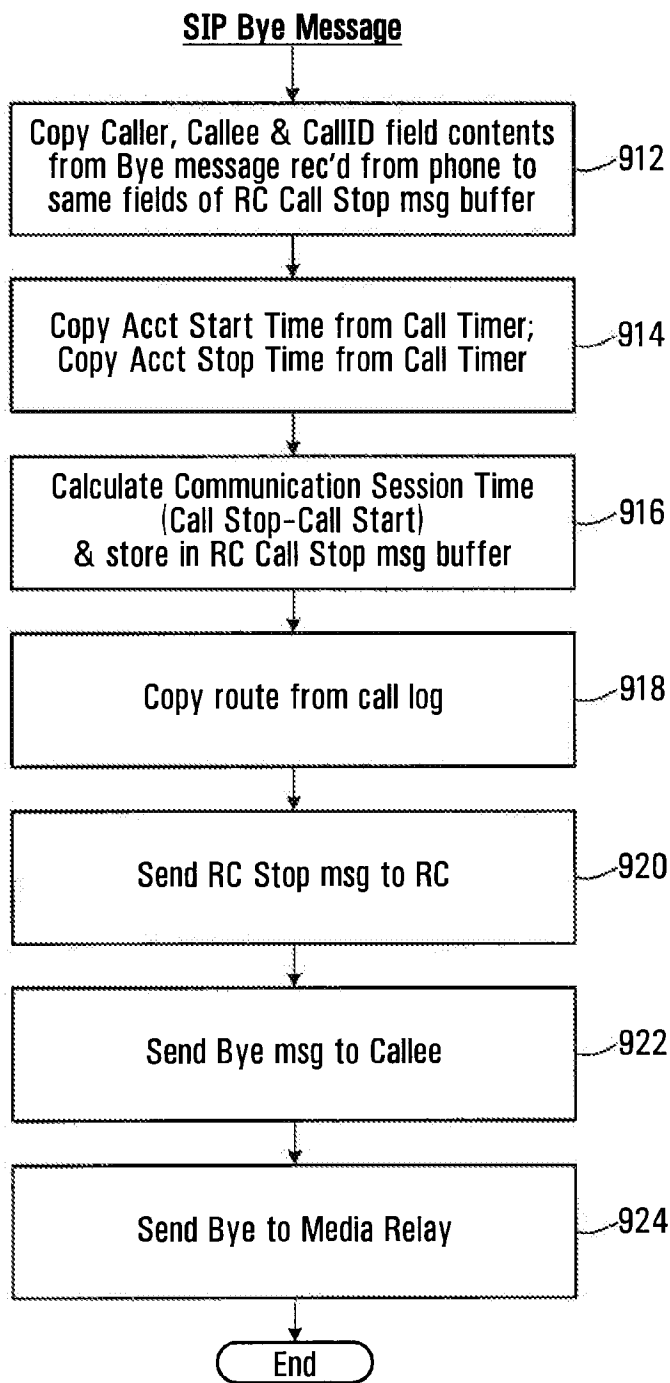 SIP Bye Message
Copy Caller, Callee & CallID field contents
from Bye message rec'd from phone to
same fields of RC Call Stop msg buffer
912
Copy Acct Start Time from Call Timer;
Copy Acct Stop Time from Call Timer
914
Calculate Communication Session Time
(Call Stop-Call Start)
& store in RC Call Stop msg buffer
916
Copy route from call log
918
Send RC Stop msg to RC
920
Send Bye msg to Callee
922
Send Bye to Media Relay
924
End